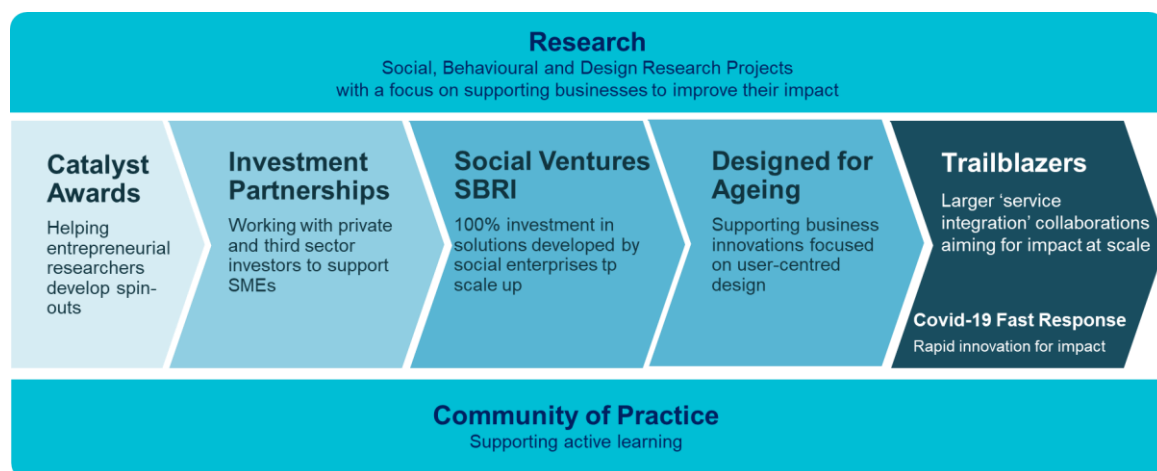 Research
Social, Behavioural and Design Research Projects
with a focus on supporting businesses to improve their impact
Catalyst
Awards
Helping
entrepreneurial
researchers
develop spin-
outs
Investment
Partnerships
Working with private
and third sector
investors to support
SMEs
Social Ventures
SBRI
100% investment in
solutions developed by
social enterprises tp
scale up
Designed for
Ageing
Supporting business
innovations focused
on user-centred
design
Trailblazers
Larger ‘service
integration’ collaborations
aiming for impact at scale
Covid-19 Fast Response
Rapid innovation for impact
Community of Practice
Supporting active learning